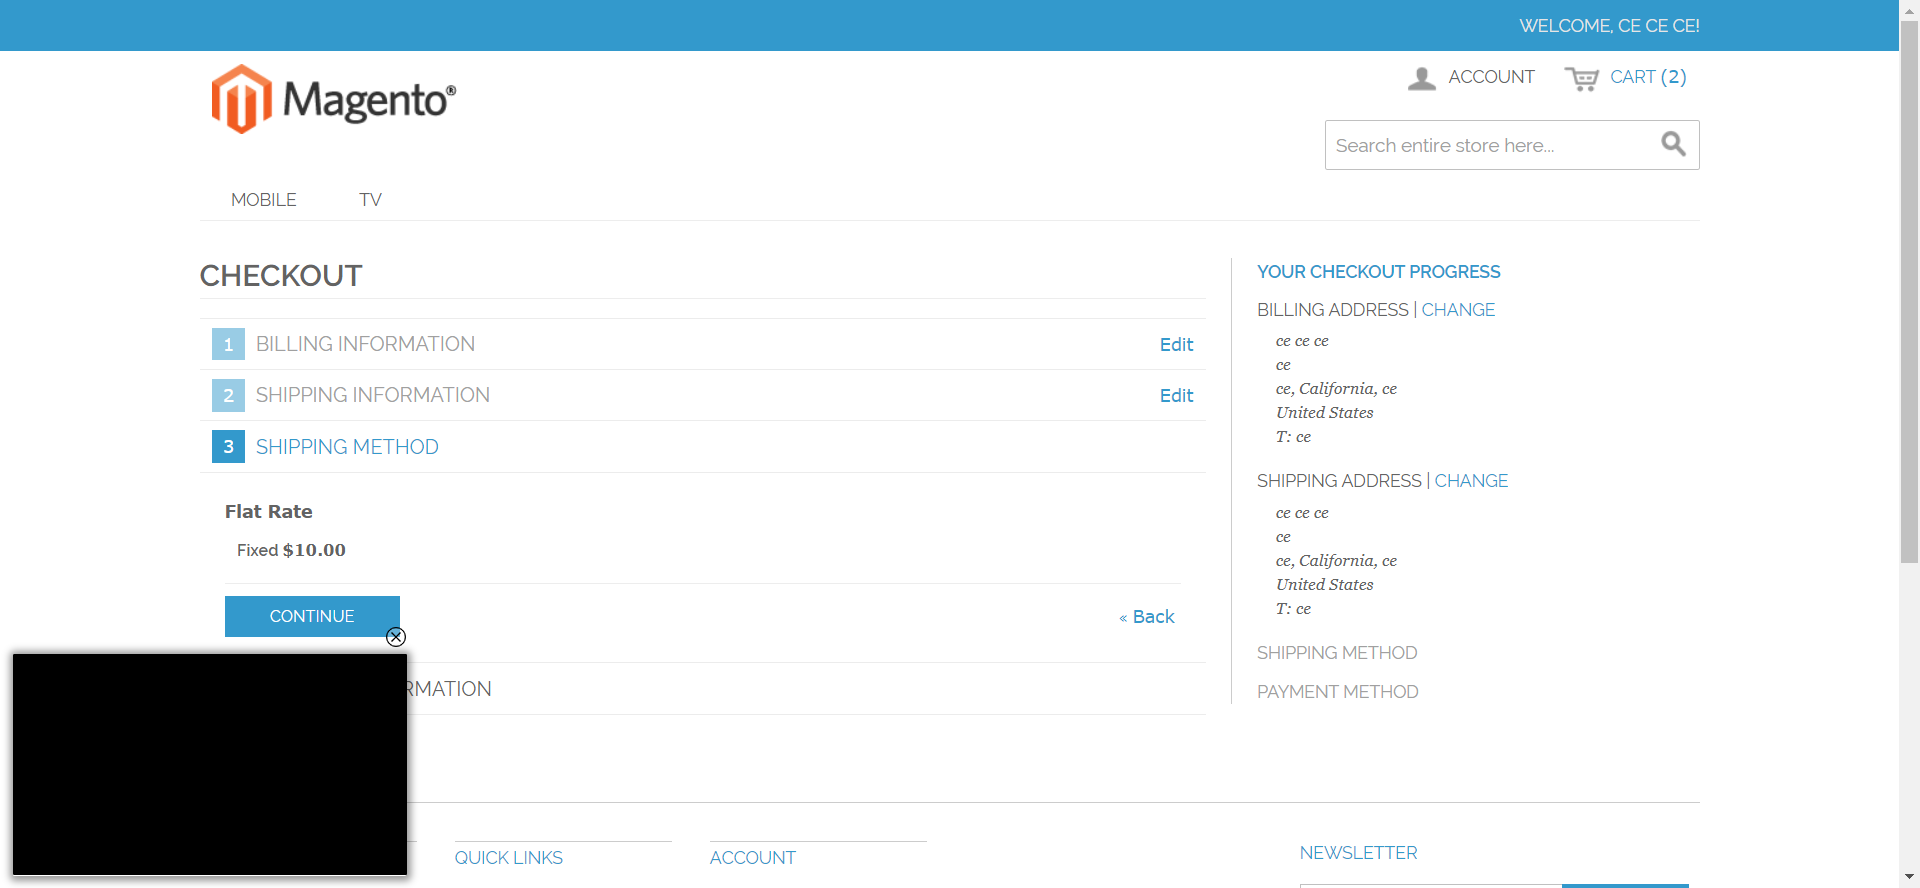 WELCOME, CE CE CE!
Magento®
ACCOUNT
CART (2)
Search entire store here...
MOBILE
TV
CHECKOUT
1 BILLING INFORMATION Edit
2 SHIPPING INFORMATION Edit
3 SHIPPING METHOD
Flat Rate
Fixed $10.00
CONTINUE
« Back
RMATION
YOUR CHECKOUT PROGRESS
BILLING ADDRESS | CHANGE
ce ce ce
ce
ce, California, ce
United States
T: ce
SHIPPING ADDRESS | CHANGE
ce ce ce
ce
ce, California, ce
United States
T: ce
SHIPPING METHOD
PAYMENT METHOD
QUICK LINKS
ACCOUNT
NEWSLETTER